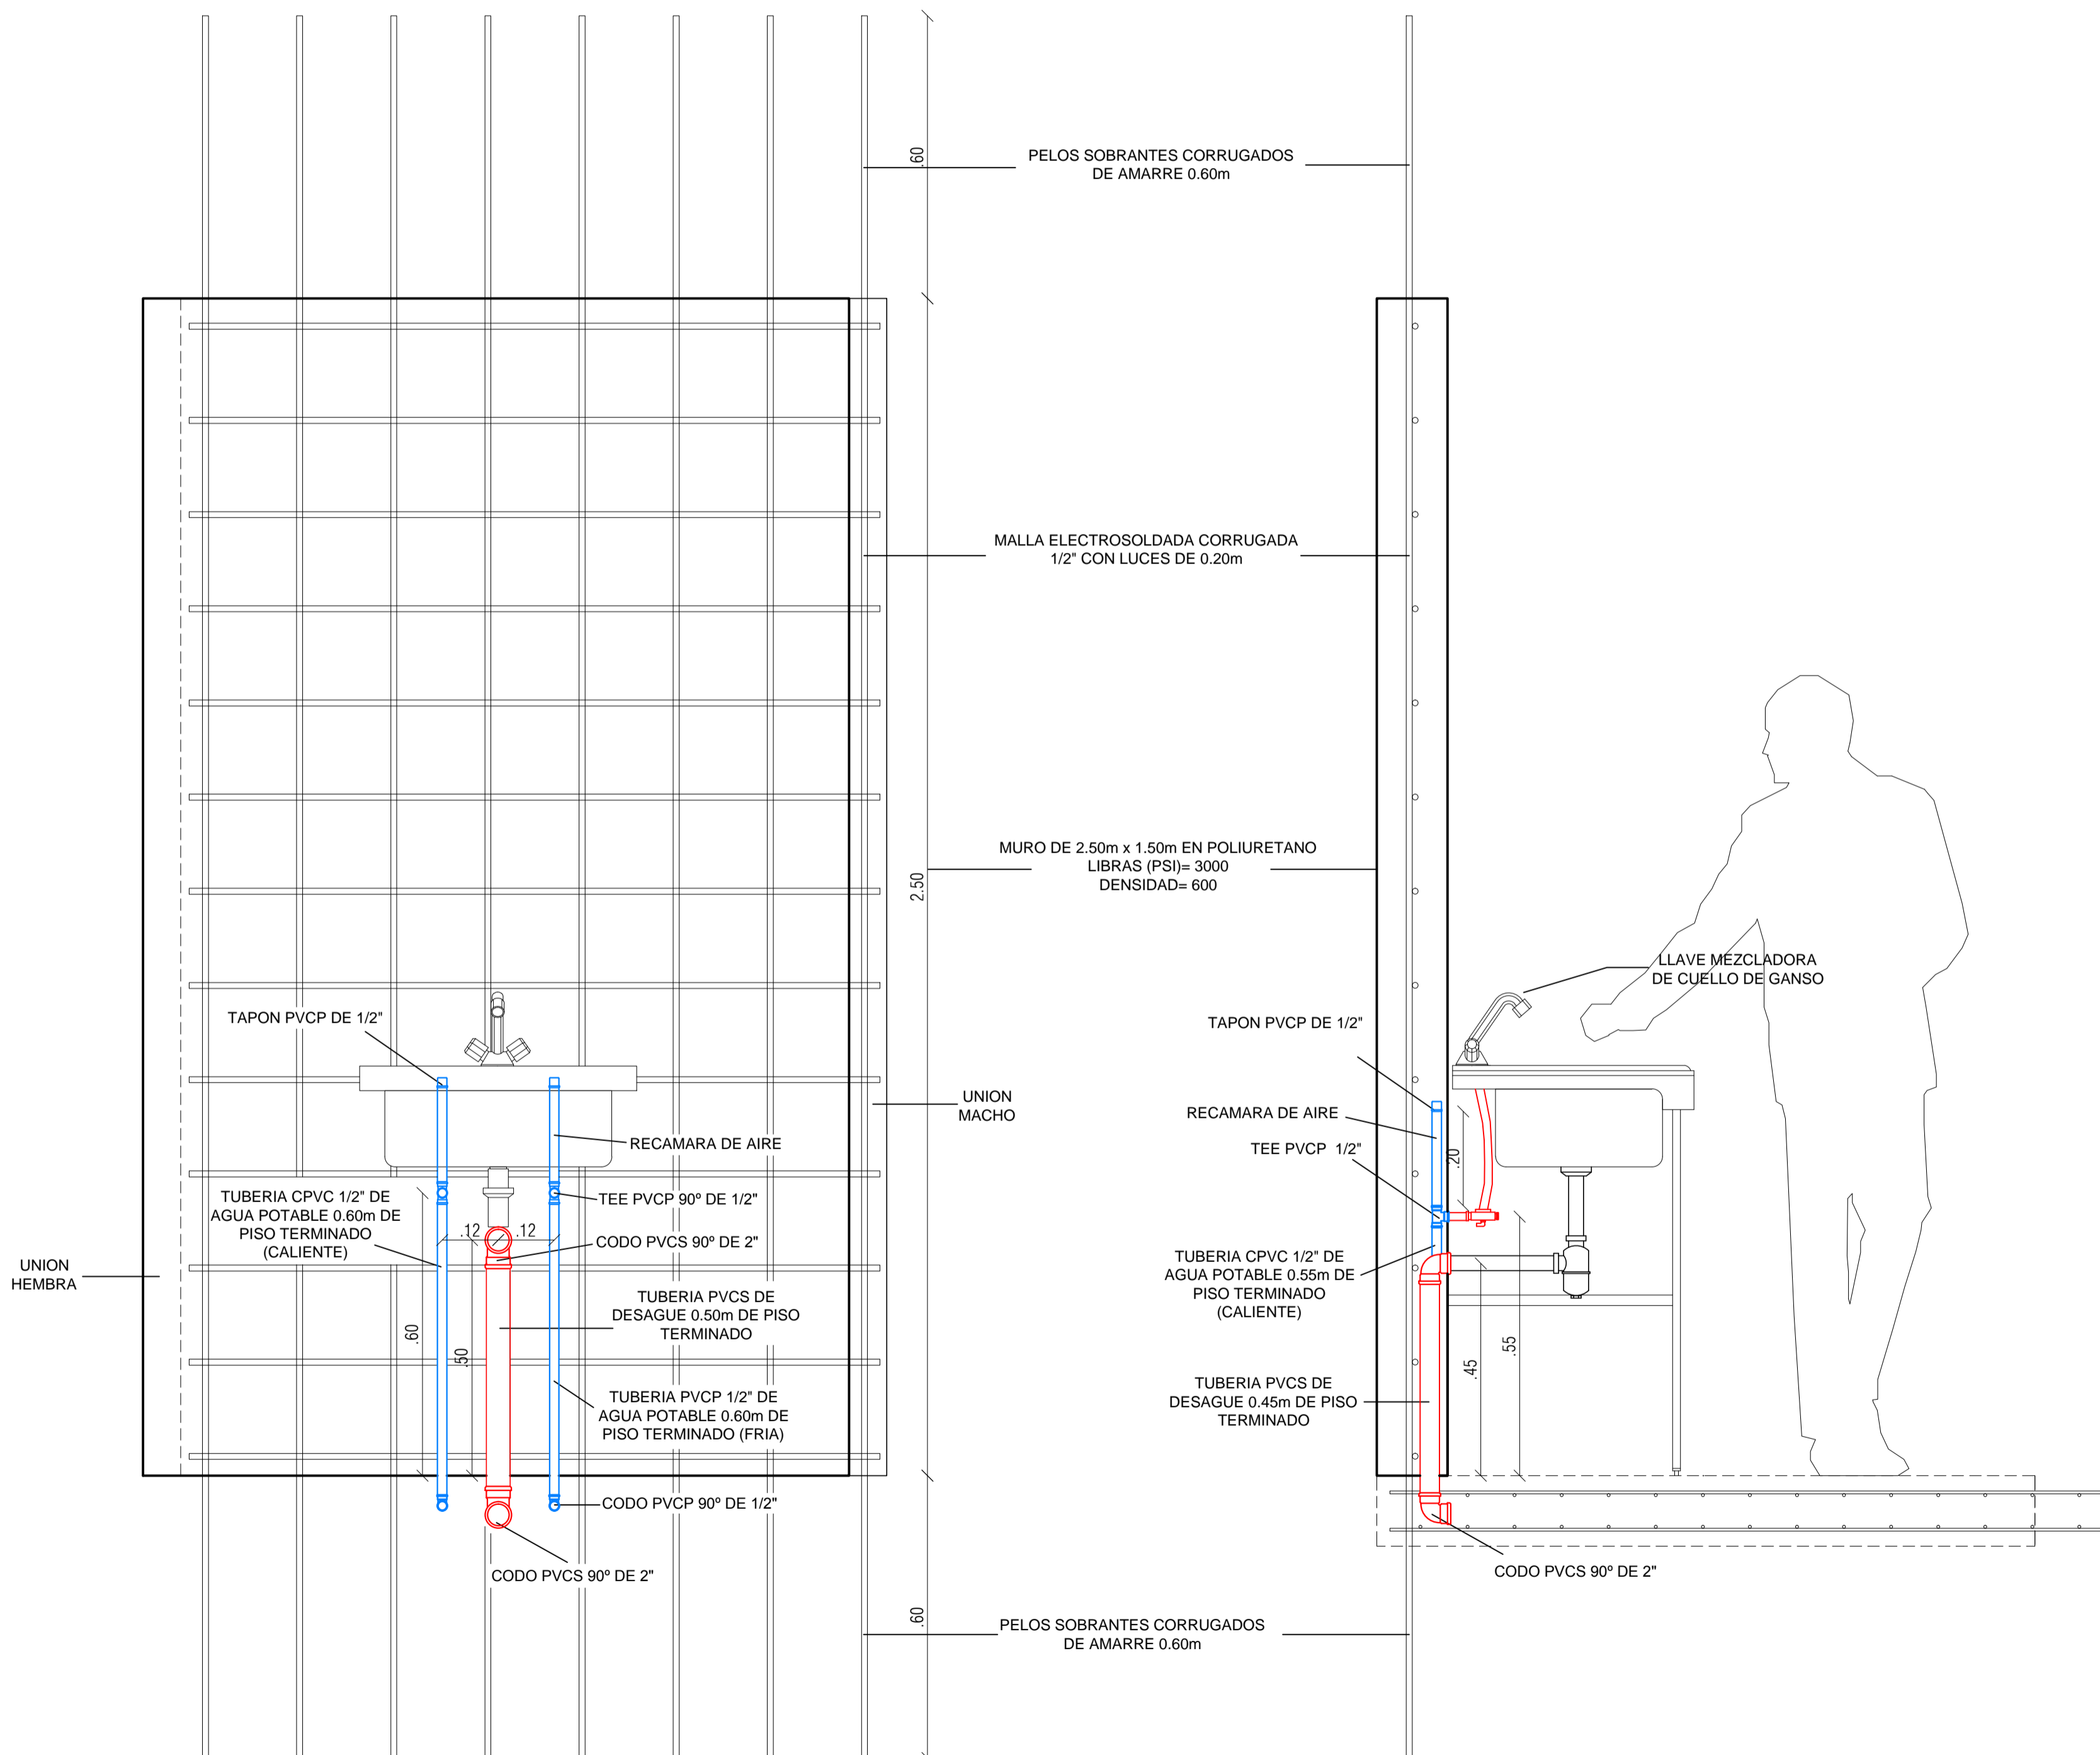 .60
PELOS SOBRANTES CORRUGADOS
DE AMARRE 0.60m
MALLA ELECTROSOLDADA CORRUGADA
1/2" CON LUCES DE 0.20m
MURO DE 2.50m x 1.50m EN POLIURETANO
LIBRAS (PSI)= 3000
DENSIDAD= 600
2.50
LLAVE MEZCLADORA
DE CUELLO DE GANSO
TAPON PVCP DE 1/2"
TAPON PVCP DE 1/2"
UNION
MACHO
RECAMARA DE AIRE
RECAMARA DE AIRE
TEE PVCP 1/2"
.20
TUBERIA CPVC 1/2" DE
AGUA POTABLE 0.60m DE
PISO TERMINADO
(CALIENTE)
TEE PVCP 90º DE 1/2"
.12
.12
CODO PVCS 90º DE 2"
UNION
HEMBRA
TUBERIA CPVC 1/2" DE
AGUA POTABLE 0.55m DE
PISO TERMINADO
(CALIENTE)
TUBERIA PVCS DE
DESAGUE 0.50m DE PISO
TERMINADO
.60
.50
.55
.45
TUBERIA PVCP 1/2" DE
AGUA POTABLE 0.60m DE
PISO TERMINADO (FRIA)
TUBERIA PVCS DE
DESAGUE 0.45m DE PISO
TERMINADO
CODO PVCP 90º DE 1/2"
CODO PVCS 90º DE 2"
CODO PVCS 90º DE 2"
.60
PELOS SOBRANTES CORRUGADOS
DE AMARRE 0.60m